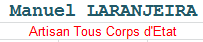 Manuel LARANJEIRA
Artisan Tous Corps d'Etat